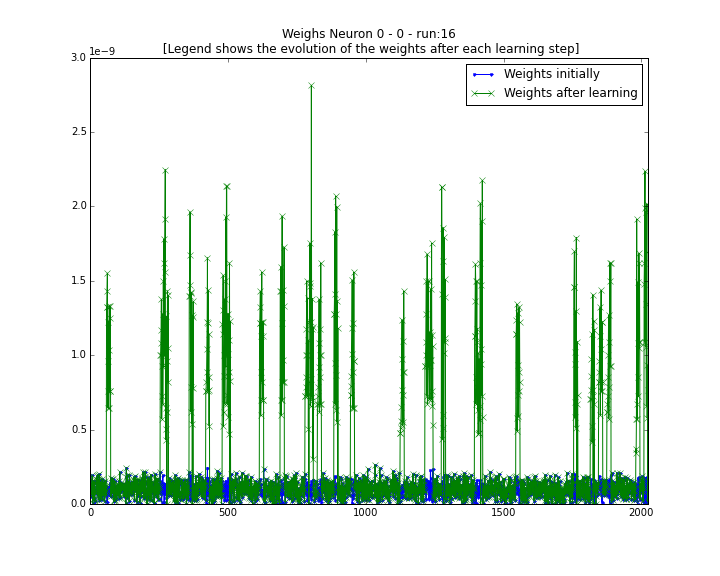 Weighs Neuron 0 - 0 - run:16
[Legend shows the evolution of the weights after each learning step]
1e−9
Weights initially
Weights after learning
3.0
2.5
2.0
1.5
1.0
0.5
0.0
0 500 1000 1500 2000